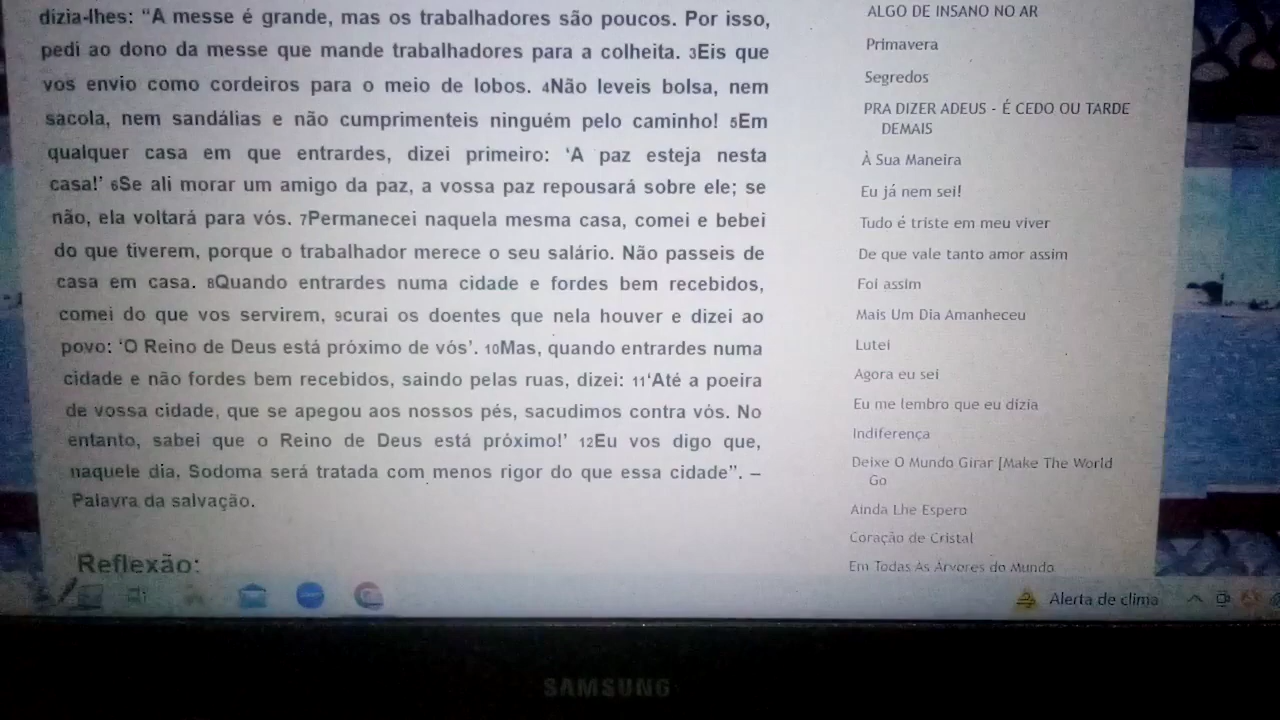 dizia-lhes: “A messe é grande, mas os trabalhadores são poucos. Por isso,
pedi ao dono da messe que mande trabalhadores para a colheita. 3Eis que
vos envio como cordeiros para o meio de lobos. 4Não leveis bolsa, nem
sacola, nem sandálias e não cumprimenteis ninguém pelo caminho! 5Em
qualquer casa em que entrardes, dizei primeiro: ‘A paz esteja nesta
casa!’ 6Se ali morar um amigo da paz, a vossa paz repousará sobre ele; se
não, ela voltará para vós. 7Permanecei naquela mesma casa, comei e bebei
do que tiverem, porque o trabalhador merece o seu salário. Não passeis de
casa em casa. 8Quando entrardes numa cidade e fordes bem recebidos,
comei do que vos servirem, 9curai os doentes que nela houver e dizei ao
povo: ‘O Reino de Deus está próximo de vós’. 10Mas, quando entrardes numa
cidade e não fordes bem recebidos, saindo pelas ruas, dizei: 11‘Até a poeira
de vossa cidade, que se apegou aos nossos pés, sacudimos contra vós. No
entanto, sabei que o Reino de Deus está próximo!’ 12Eu vos digo que,
naquele dia, Sodoma será tratada com menos rigor do que essa cidade”. –
Palavra da salvação.
Reflexão:
ALGO DE INSANO NO AR
Primavera
Segredos
PRA DIZER ADEUS - É CEDO OU TARDE
DEMAIS
À Sua Maneira
Eu já nem sei!
Tudo é triste em meu viver
De que vale tanto amor assim
Foi assim
Mais Um Dia Amanheceu
Lutei
Agora eu sei
Eu me lembro que eu dizia
Indiferença
Deixe O Mundo Girar [Make The World
Go
Ainda Lhe Espero
Coração de Cristal
Em Todas As Árvores do Mundo
Alerta de clima
SAMSUNG